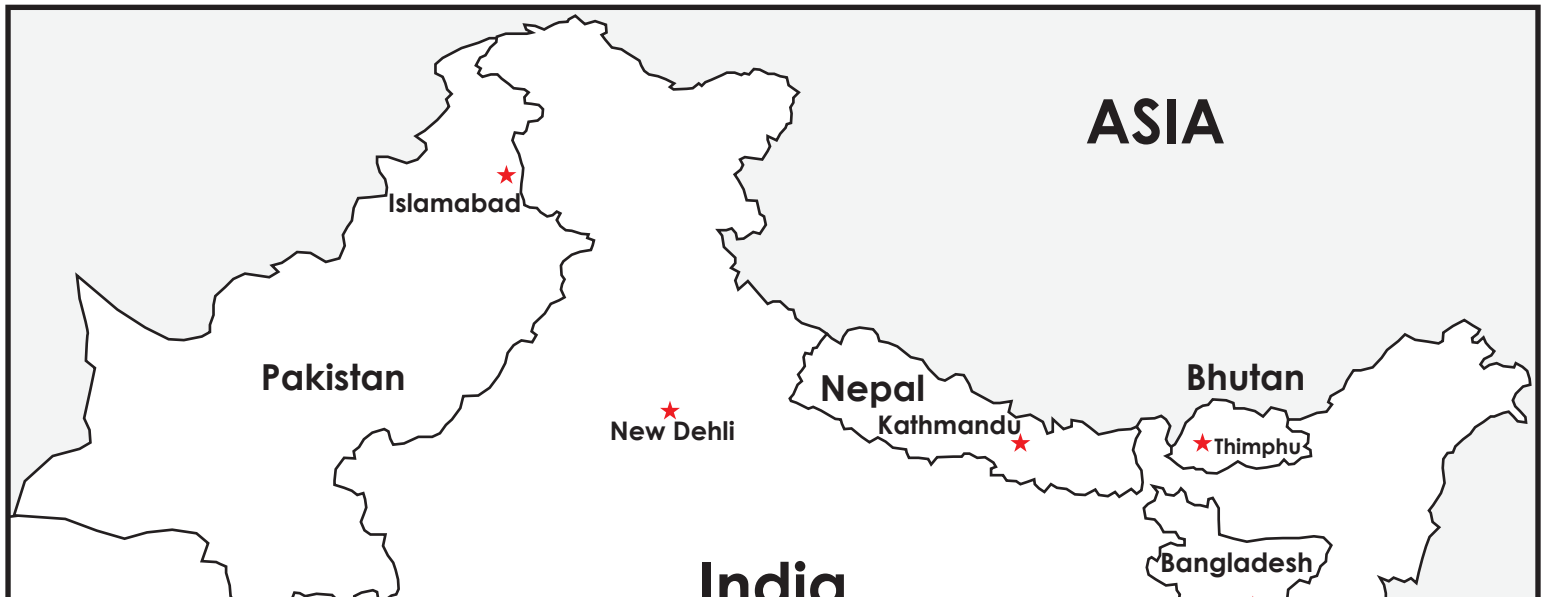 ASIA
Islamabad
Pakistan
Nepal
Bhutan
New Dehli
Kathmandu
Thimphu
Bangladesh
India